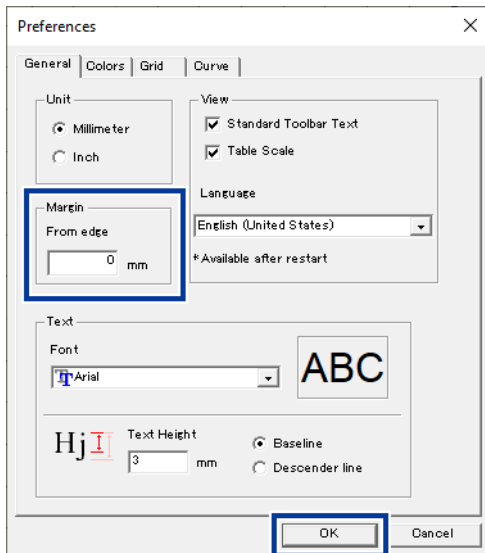 Preferences
General Colors Grid Curve
Unit
Millimeter
Inch
View
Standard Toolbar Text
Table Scale
Language
English (United States)
*Available after restart
Margin
From edge
0 mm
Text
Font
Arial
ABC
Hj
Text Height
3 mm
Baseline
Descender line
OK Cancel